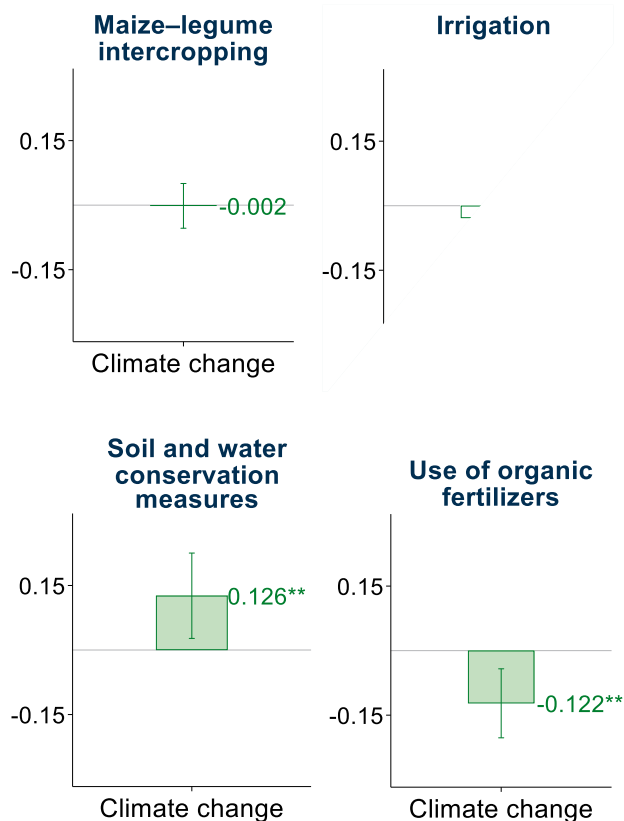 Maize–legume
intercropping
0.15
-0.002
-0.15
Climate change
Irrigation
0.15
-0.15
Soil and water
conservation
measures
0.15
0.126**
-0.15
Climate change
Use of organic
fertilizers
0.15
-0.122**
-0.15
Climate change